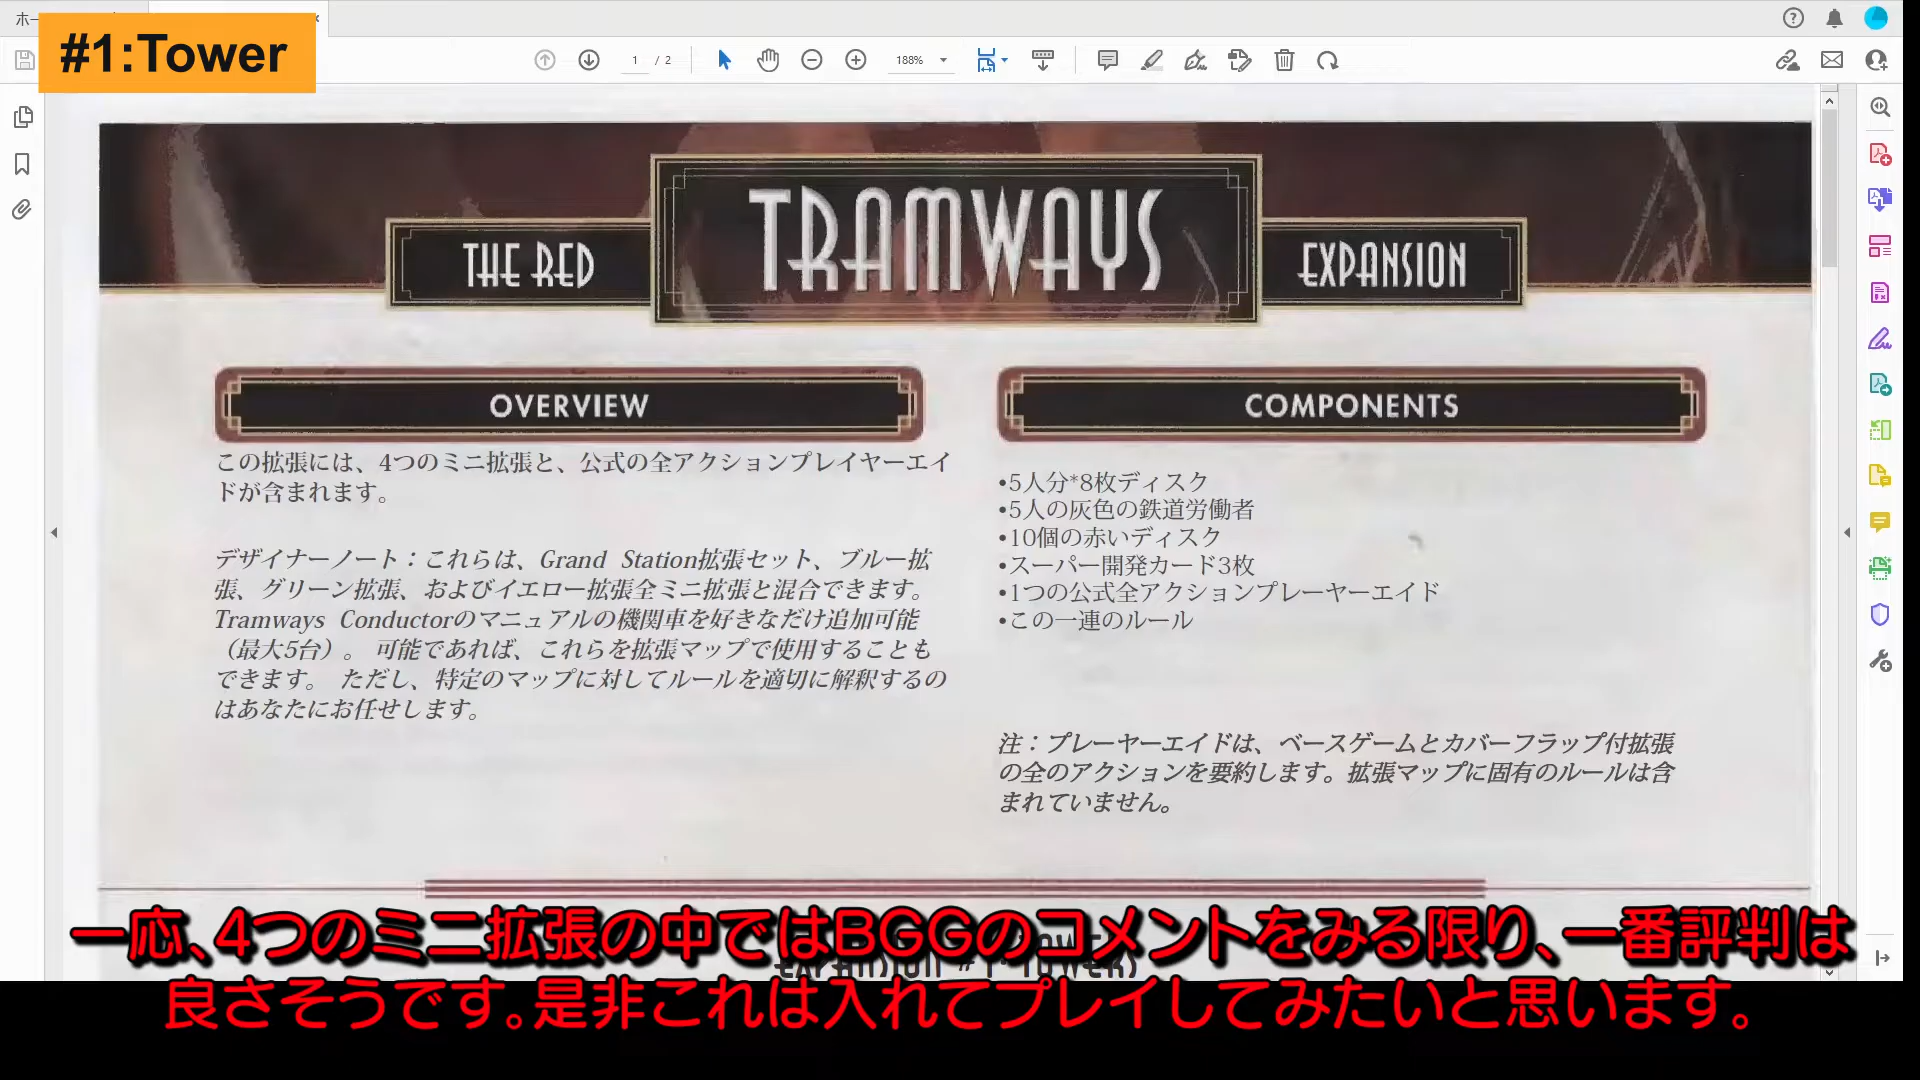 ホー
#1:Tower
1 / 2
188%
THE RED
TRAMWAYS
EXPANSION
OVERVIEW
この拡張には、4つのミニ拡張と、公式の全アクションプレイヤーエイ
ドが含まれます。
デザイナーノート：これらは、Grand Station拡張セット、ブルー拡
張、グリーン拡張、およびイエロー拡張全ミニ拡張と混合できます。
Tramways Conductorのマニュアルの機関車を好きなだけ追加可能
（最大5台）。 可能であれば、これらを拡張マップで使用することも
できます。 ただし、特定のマップに対してルールを適切に解釈するの
はあなたにお任せします。
COMPONENTS
•5人分*8枚ディスク
•5人の灰色の鉄道労働者
•10個の赤いディスク
•スーパー開発カード3枚
•1つの公式全アクションプレーヤーエイド
•この一連のルール
注：プレーヤーエイドは、ベースゲームとカバーフラップ付拡張
の全てのアクションを要約します。拡張マップに固有のルールは含
まれていません。
EXPANSION #1: TOWERS
一応、4つのミニ拡張の中ではBGGのコメントをみる限り、一番評判は
良さそうです。是非これは入れてプレイしてみたいと思います。